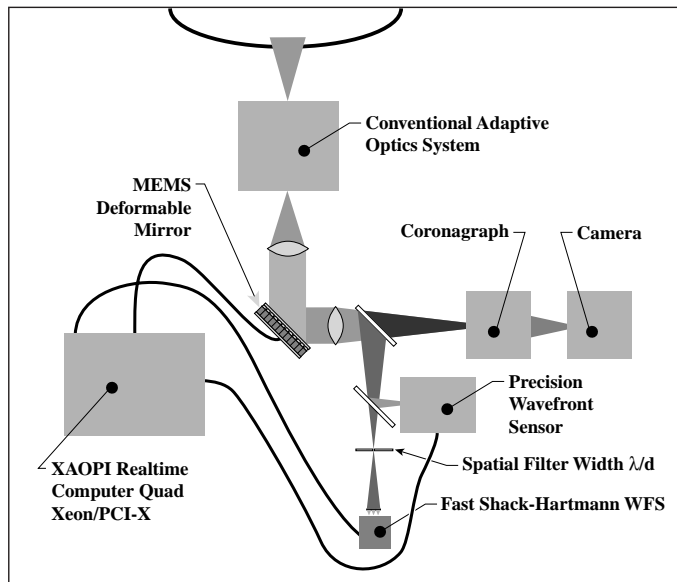 Conventional Adaptive
Optics System
MEMS
Deformable
Mirror
Coronagraph
Camera
Precision
Wavefront
Sensor
Spatial Filter Width λ/d
XAOPI Realtime
Computer Quad
Xeon/PCI-X
Fast Shack-Hartmann WFS